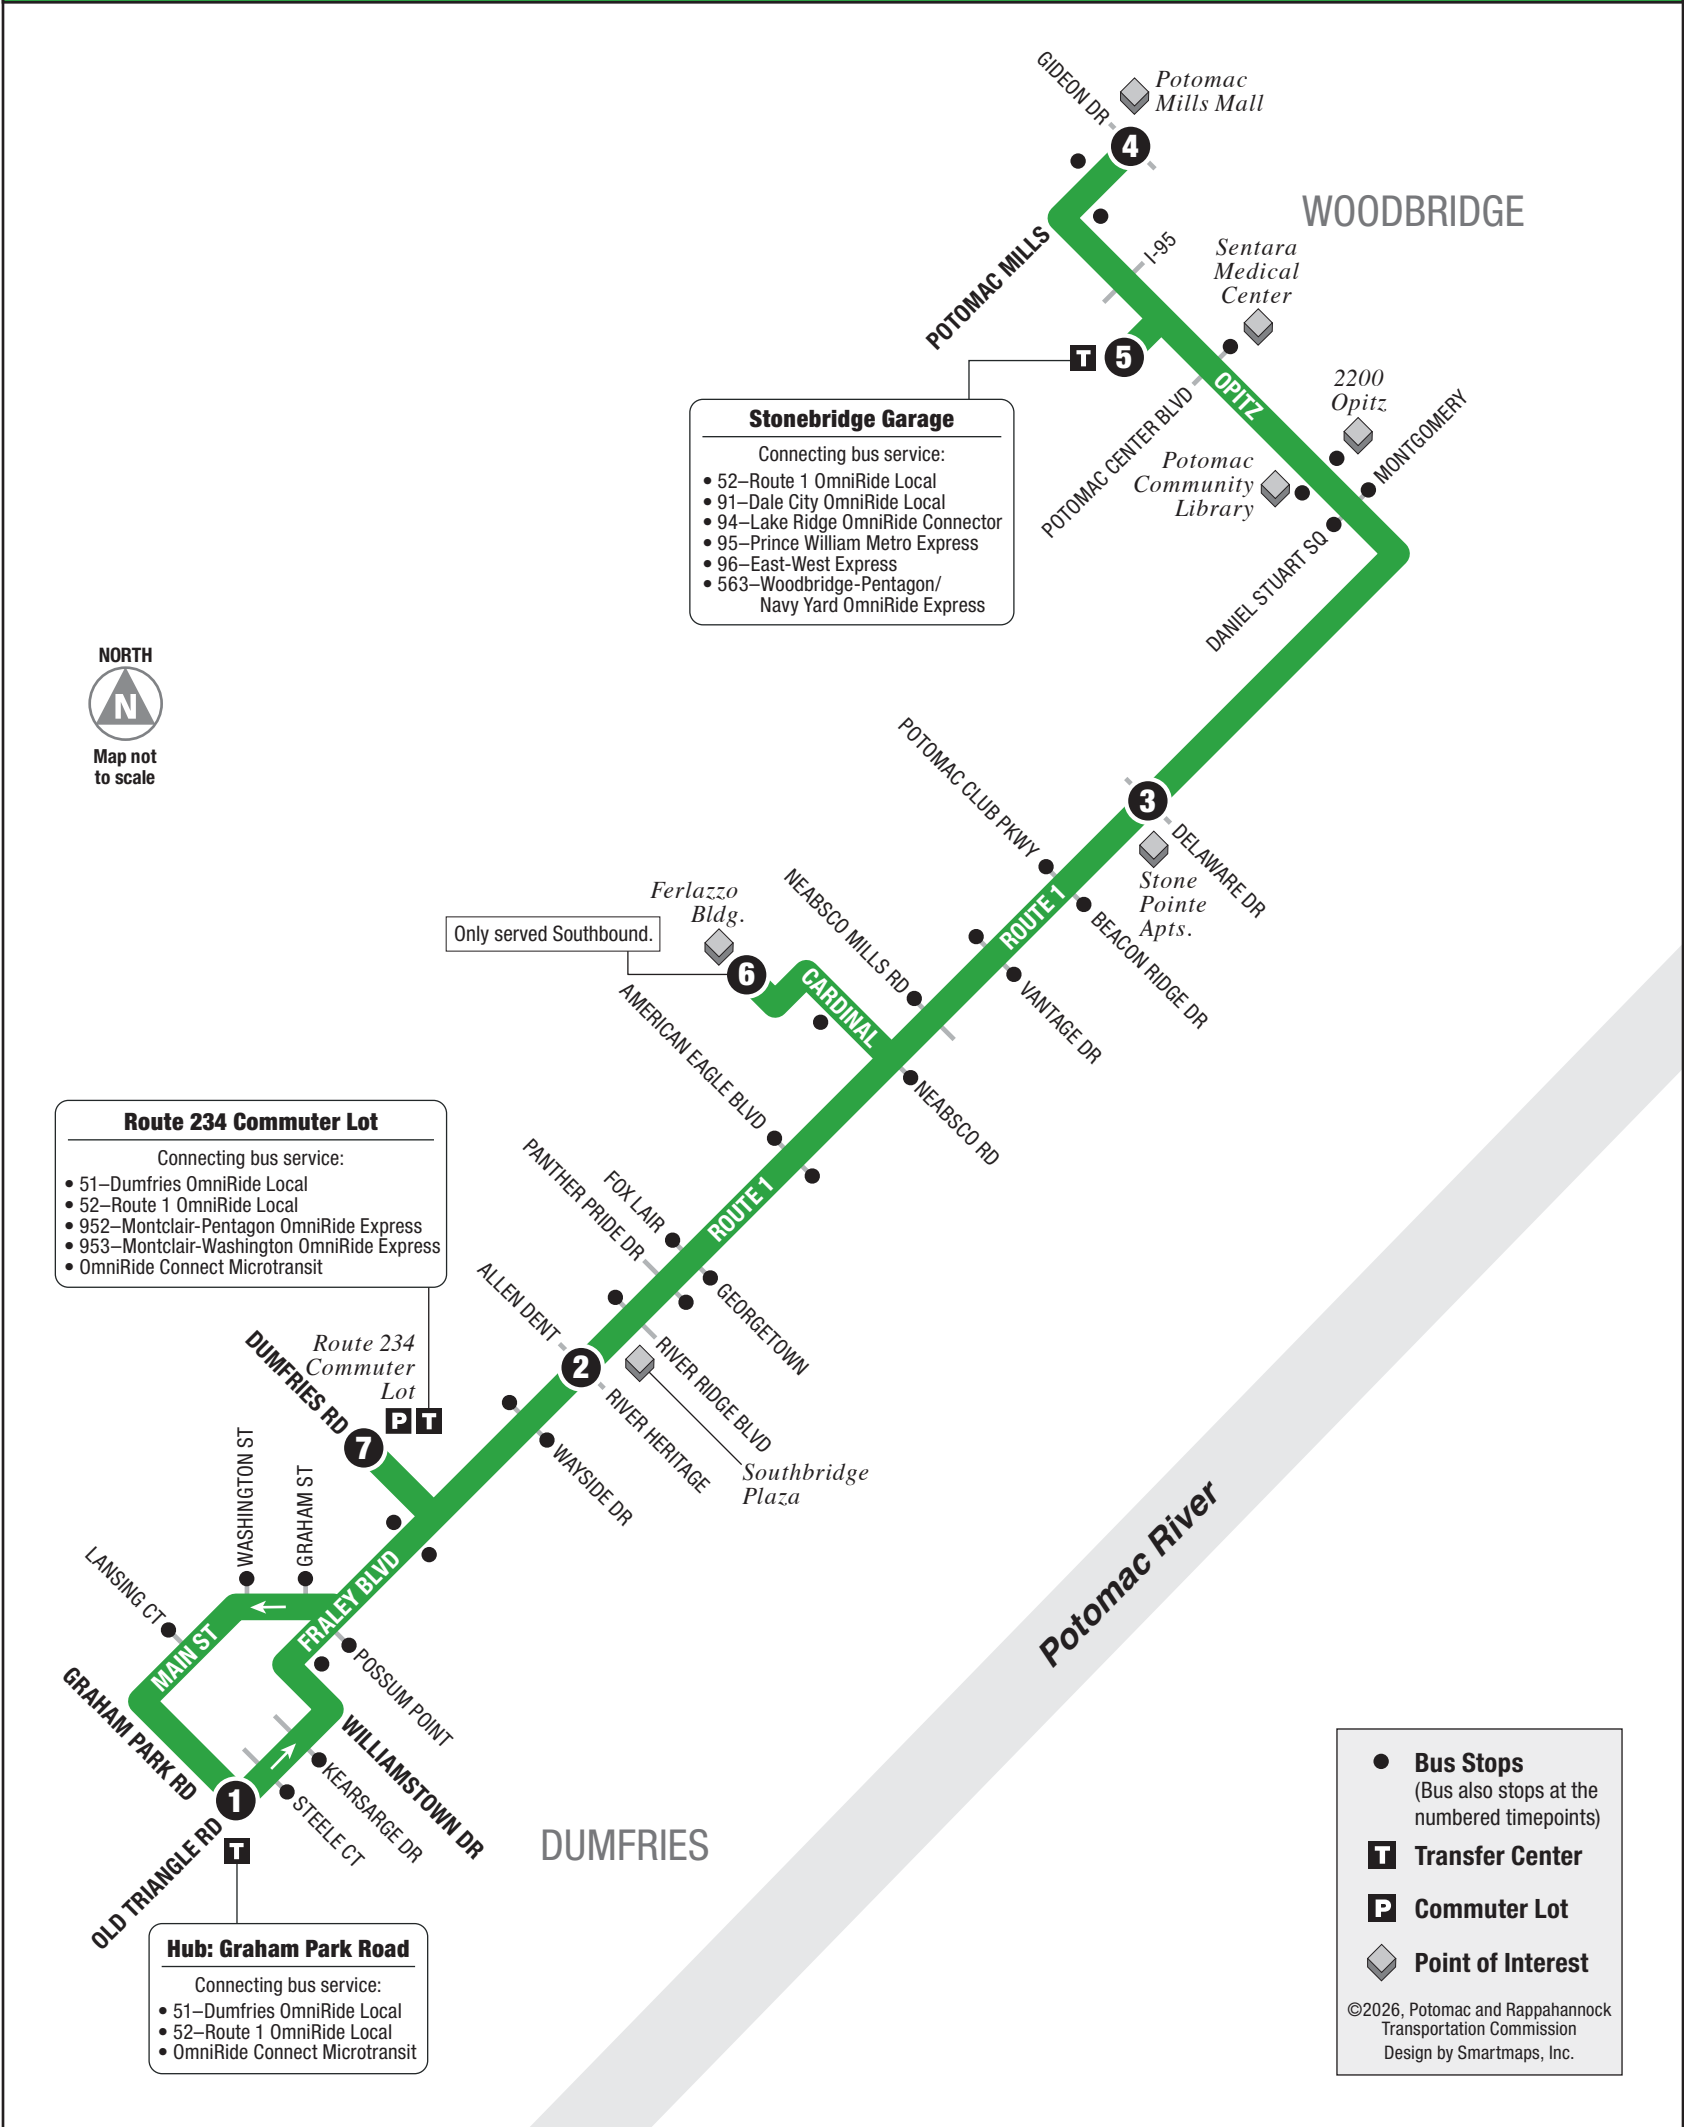 GIDEON DR
Potomac
Mills Mall
4
WOODBRIDGE
POTOMAC MILLS
I-95
Sentara
Medical
Center
T
5
OPITZ
2200
Opitz
MONTGOMERY
POTOMAC CENTER BLVD
Potomac
Community
Library
DANIEL STUART SQ
Stonebridge Garage
Connecting bus service:
• 52–Route 1 OmniRide Local
• 91–Dale City OmniRide Local
• 94–Lake Ridge OmniRide Connector
• 95–Prince William Metro Express
• 96–East-West Express
• 563–Woodbridge-Pentagon/
Navy Yard OmniRide Express
NORTH
N
Map not
to scale
POTOMAC CLUB PKWY
3
DELAWARE DR
Stone
Pointe
Apts.
ROUTE 1
BEACON RIDGE DR
NEABSCO MILLS RD
VANTAGE DR
Ferlazzo
Bldg.
Only served Southbound.
6
CARDINAL
AMERICAN EAGLE BLVD
NEABSCO RD
Route 234 Commuter Lot
Connecting bus service:
• 51–Dumfries OmniRide Local
• 52–Route 1 OmniRide Local
• 952–Montclair-Pentagon OmniRide Express
• 953–Montclair-Washington OmniRide Express
• OmniRide Connect Microtransit
PANTHER PRIDE DR
FOX LAIR
ROUTE 1
GEORGETOWN
ALLEN DENT
2
RIVER RIDGE BLVD
RIVER HERITAGE
Southbridge
Plaza
WAYSIDE DR
Route 234
Commuter
Lot
P
T
DUMFRIES RD
7
WASHINGTON ST
GRAHAM ST
LANSING CT
FRALEY BLVD
MAIN ST
POSSUM POINT
GRAHAM PARK RD
WILLIAMSTOWN DR
KEARSARGE DR
STEELE CT
1
T
OLD TRIANGLE RD
DUMFRIES
Potomac River
Hub: Graham Park Road
Connecting bus service:
• 51–Dumfries OmniRide Local
• 52–Route 1 OmniRide Local
• OmniRide Connect Microtransit
Bus Stops
(Bus also stops at the
numbered timepoints)
T Transfer Center
P Commuter Lot
Point of Interest
©2026, Potomac and Rappahannock
Transportation Commission
Design by Smartmaps, Inc.